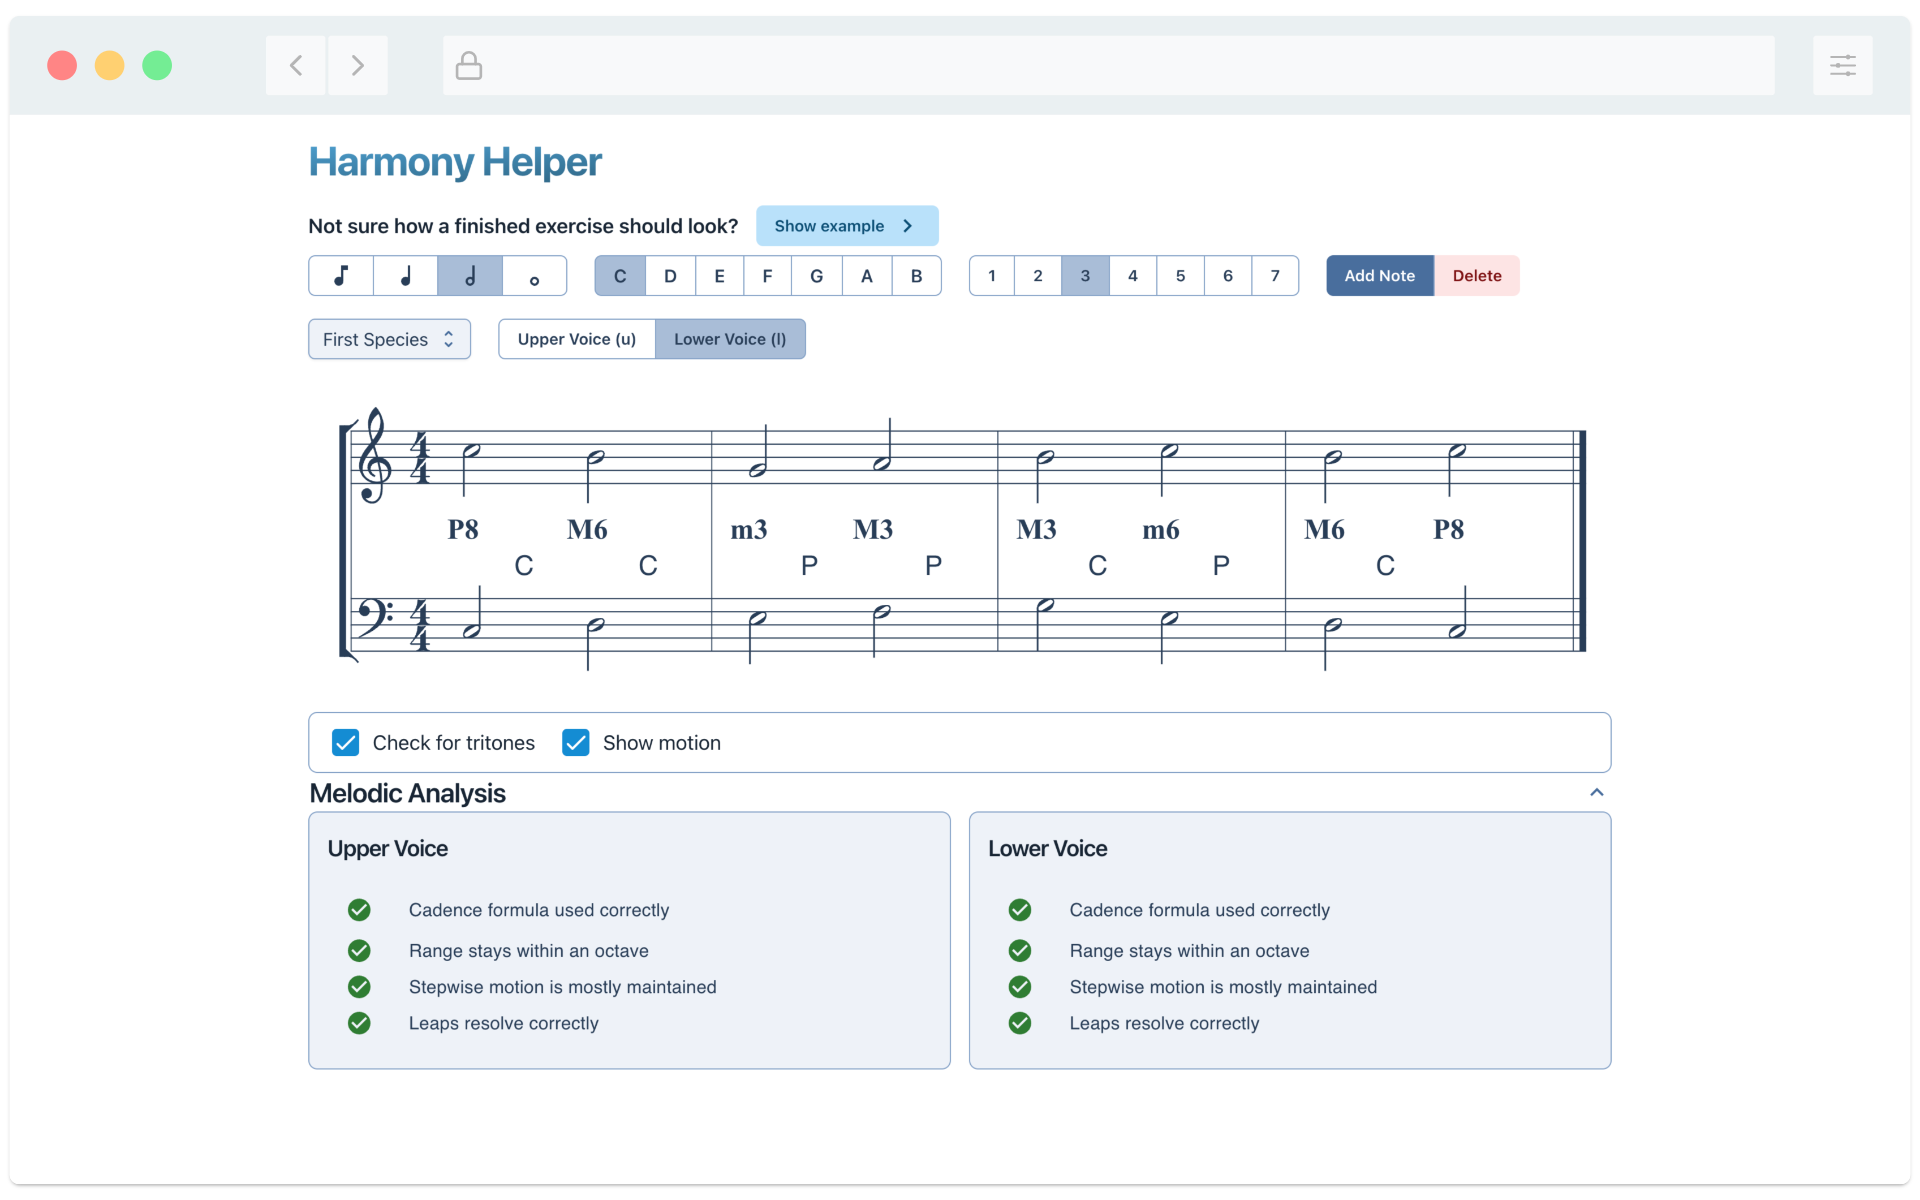 Harmony Helper
Not sure how a finished exercise should look? Show example
C D E F G A B 1 2 3 4 5 6 7 Add Note Delete
First Species Upper Voice (u) Lower Voice (l)
4 4
P8 M6 m3 M3 M3 m6 M6 P8
C C P P C P C
4 4
Check for tritones Show motion
Melodic Analysis
Upper Voice
Cadence formula used correctly
Range stays within an octave
Stepwise motion is mostly maintained
Leaps resolve correctly
Lower Voice
Cadence formula used correctly
Range stays within an octave
Stepwise motion is mostly maintained
Leaps resolve correctly